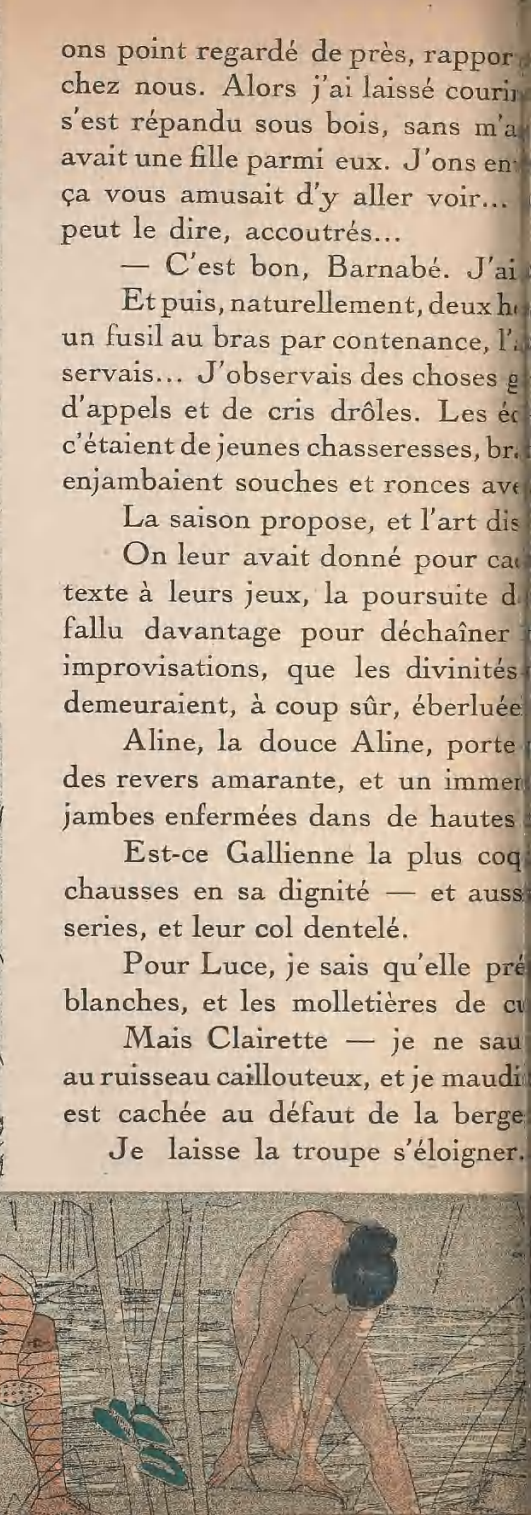 ons point regardé de près, rappor
chez nous. Alors j'ai laissé courir
s'est répandu sous bois, sans m'a
avait une fille parmi eux. J'ons en
ça vous amusait d'y aller voir...
peut le dire, accoutrés...
— C'est bon, Barnabé. J'ai
Et puis, naturellement, deux h
un fusil au bras par contenance, l'
servais... J'observais des choses g
d'appels et de cris drôles. Les éc
c'étaient de jeunes chasseresses, br
enjambaient souches et ronces ave
La saison propose, et l'art dis
On leur avait donné pour ca
texte à leurs jeux, la poursuite d
fallu davantage pour déchaîner
improvisations, que les divinités
demeuraient, à coup sûr, éberluée
Aline, la douce Aline, porte
des revers amarante, et un immen
jambes enfermées dans de hautes
Est-ce Gallienne la plus coq
chausses en sa dignité — et auss
series, et leur col dentelé.
Pour Luce, je sais qu'elle pré
blanches, et les molletières de cu
Mais Clairette — je ne sau
au ruisseau caillouteux, et je maudi
est cachée au défaut de la berge
Je laisse la troupe s'éloigner.